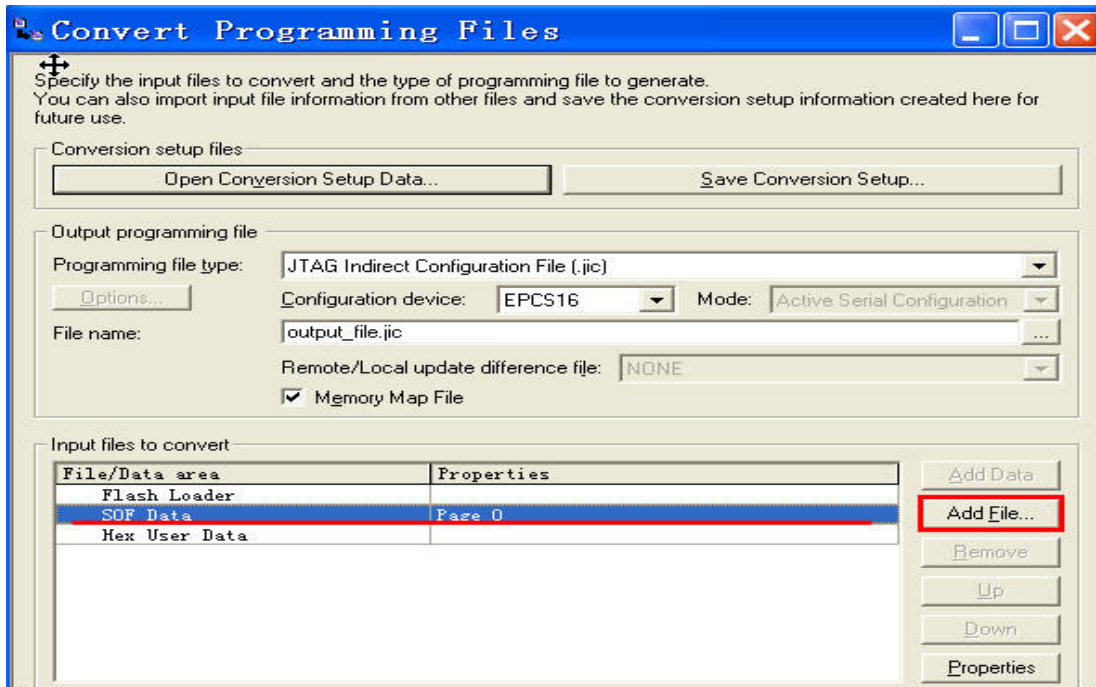 Convert Programming Files
Specify the input files to convert and the type of programming file to generate.
You can also import input file information from other files and save the conversion setup information created here for
future use.
Conversion setup files
Open Conversion Setup Data...
Save Conversion Setup...
Output programming file
Programming file type:
JTAG Indirect Configuration File (.jic)
Options...
Configuration device:
EPCS16
Mode:
Active Serial Configuration
File name:
output_file.jic
...
Remote/Local update difference file:
NONE
Memory Map File
Input files to convert
File/Data area
Properties
Add Data
Flash Loader
SOF Data
Page 0
Add File...
Hex User Data
Remove
Up
Down
Properties